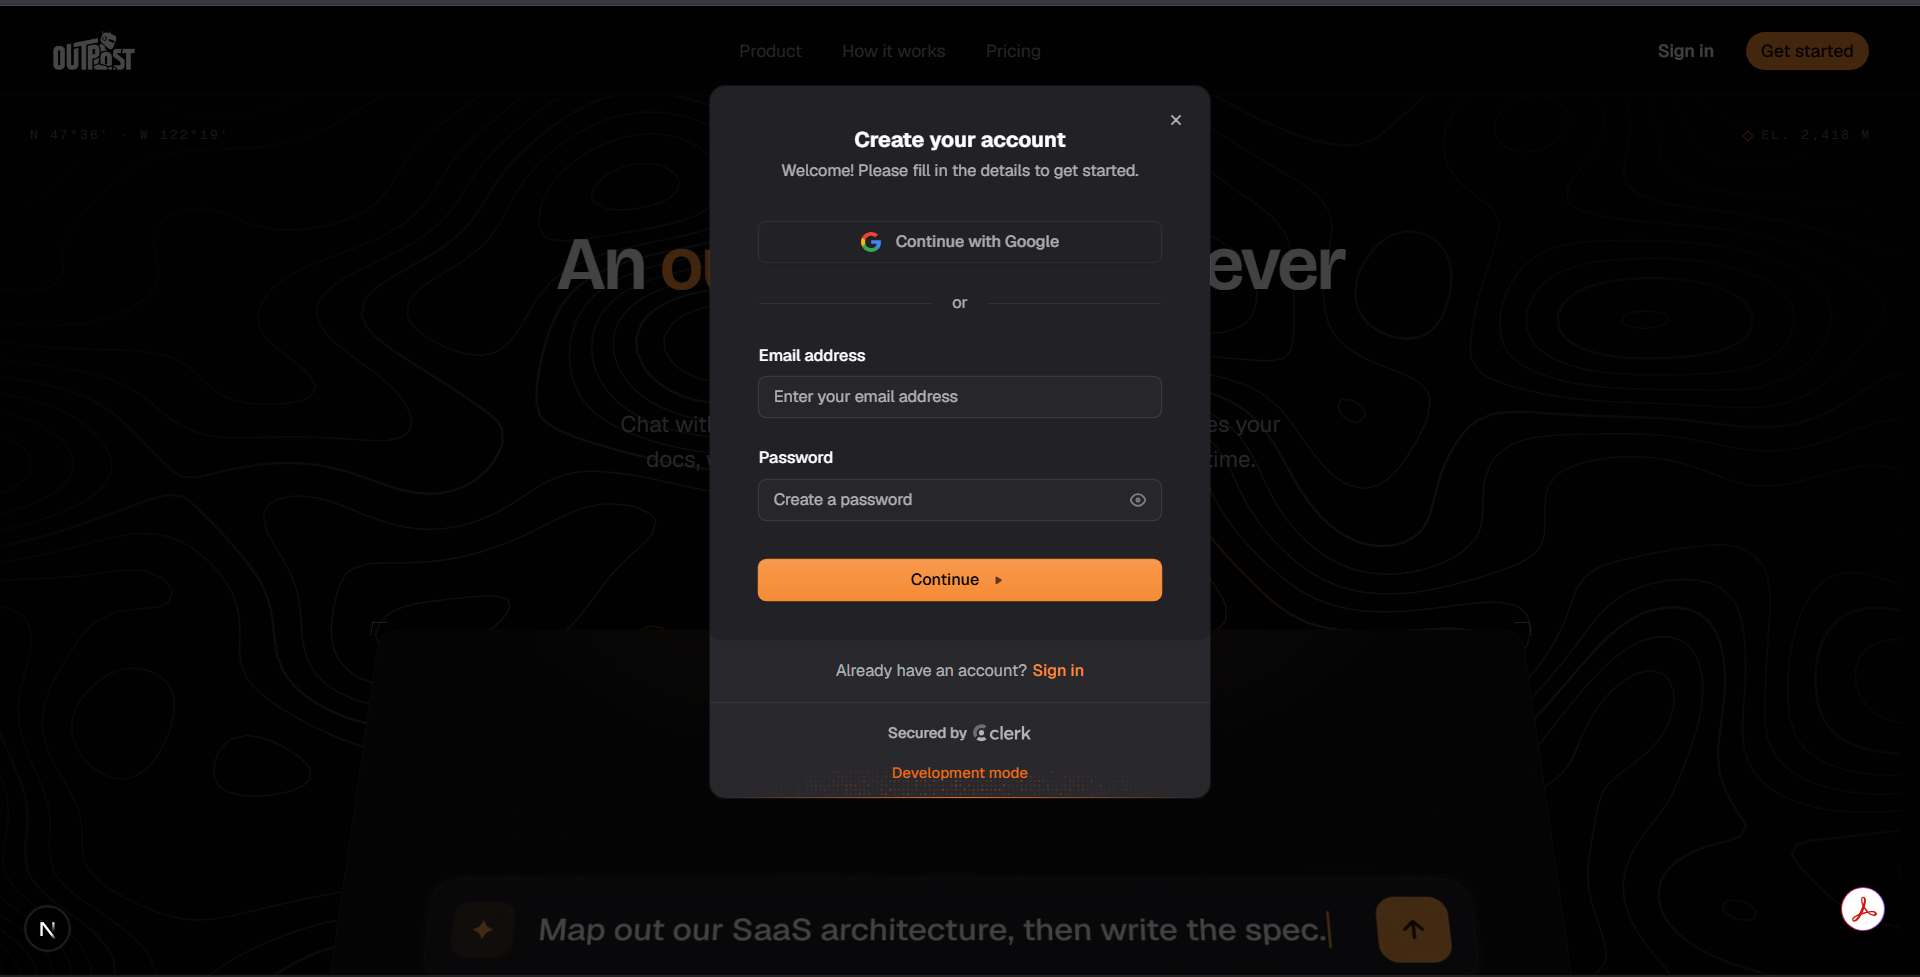 OUTPOST
Product
How it works
Pricing
Sign in
Get started
N 47°36' · W 122°19'
EL. 2,418 M
An
ever
Chat
es your
docs,
time.
Create your account
Welcome! Please fill in the details to get started.
Continue with Google
or
Email address
Enter your email address
Password
Create a password
Continue
Already have an account? Sign in
Secured by clerk
Development mode
Map out our SaaS architecture, then write the spec.
N